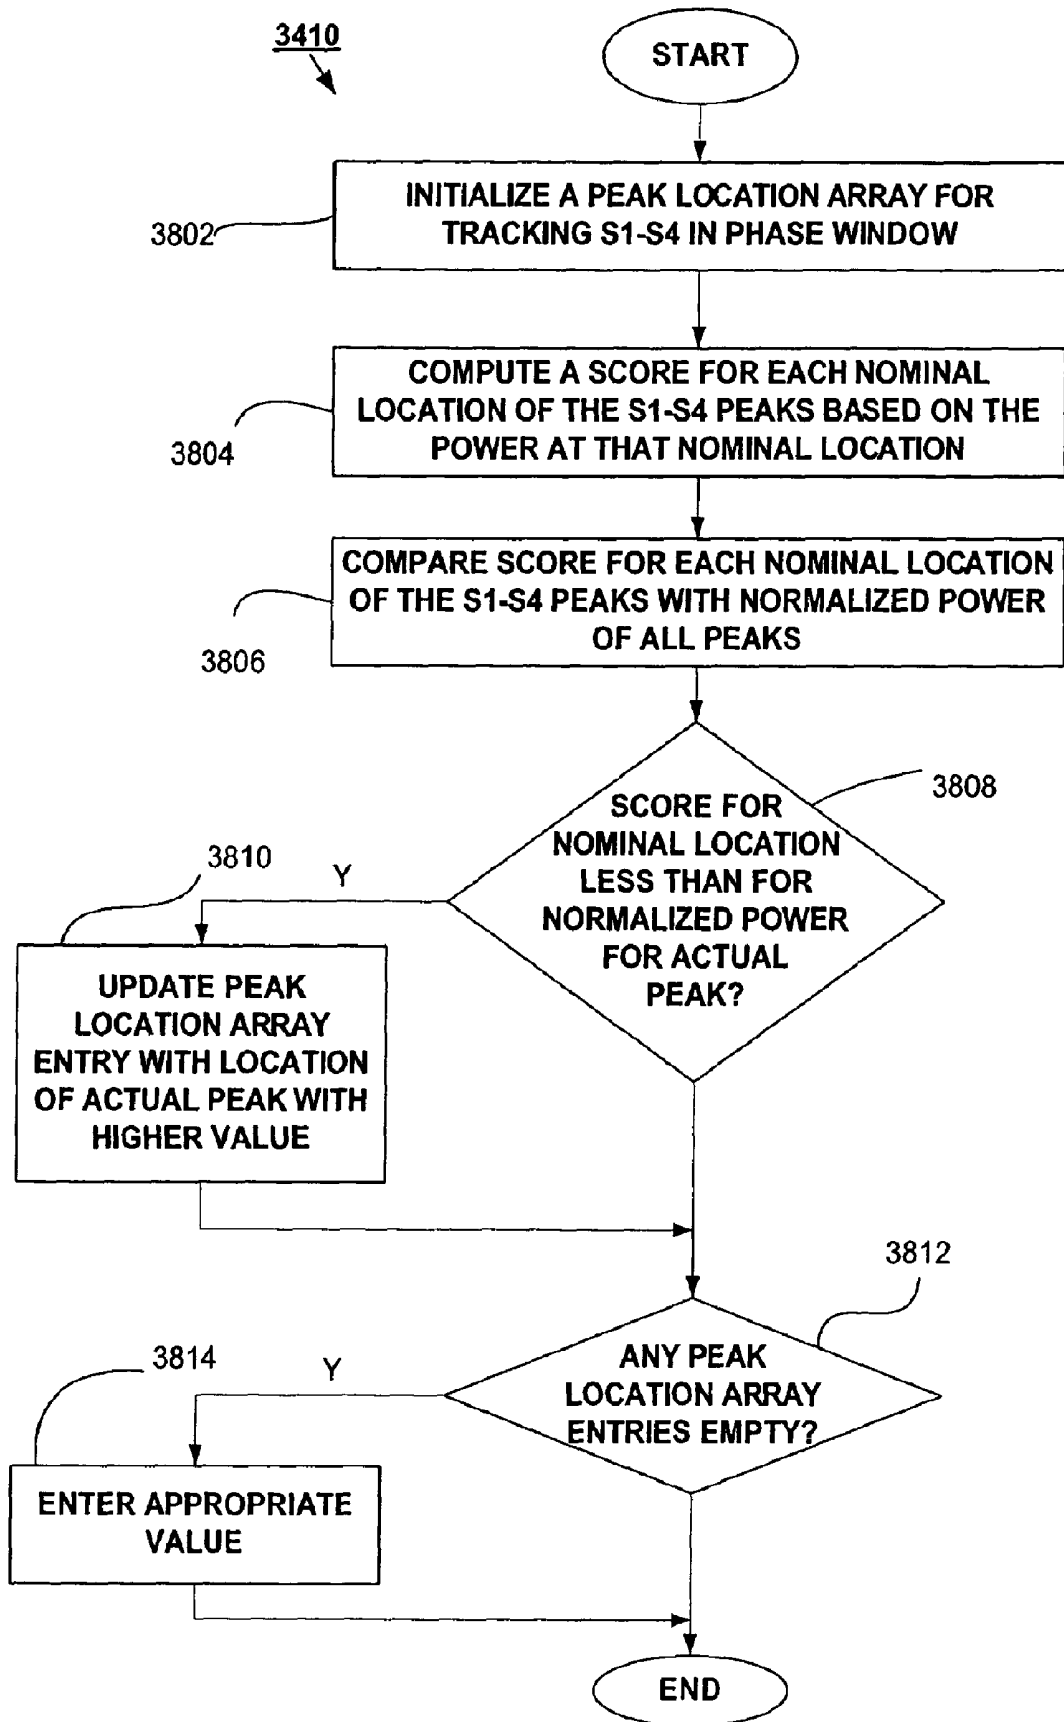 3410
START
INITIALIZE A PEAK LOCATION ARRAY FOR
TRACKING S1-S4 IN PHASE WINDOW
3802
COMPUTE A SCORE FOR EACH NOMINAL
LOCATION OF THE S1-S4 PEAKS BASED ON THE
POWER AT THAT NOMINAL LOCATION
3804
COMPARE SCORE FOR EACH NOMINAL LOCATION
OF THE S1-S4 PEAKS WITH NORMALIZED POWER
OF ALL PEAKS
3806
SCORE FOR
NOMINAL LOCATION
LESS THAN FOR
NORMALIZED POWER
FOR ACTUAL
PEAK?
3808
Y
3810
UPDATE PEAK
LOCATION ARRAY
ENTRY WITH LOCATION
OF ACTUAL PEAK WITH
HIGHER VALUE
3812
ANY PEAK
LOCATION ARRAY
ENTRIES EMPTY?
Y
3814
ENTER APPROPRIATE
VALUE
END